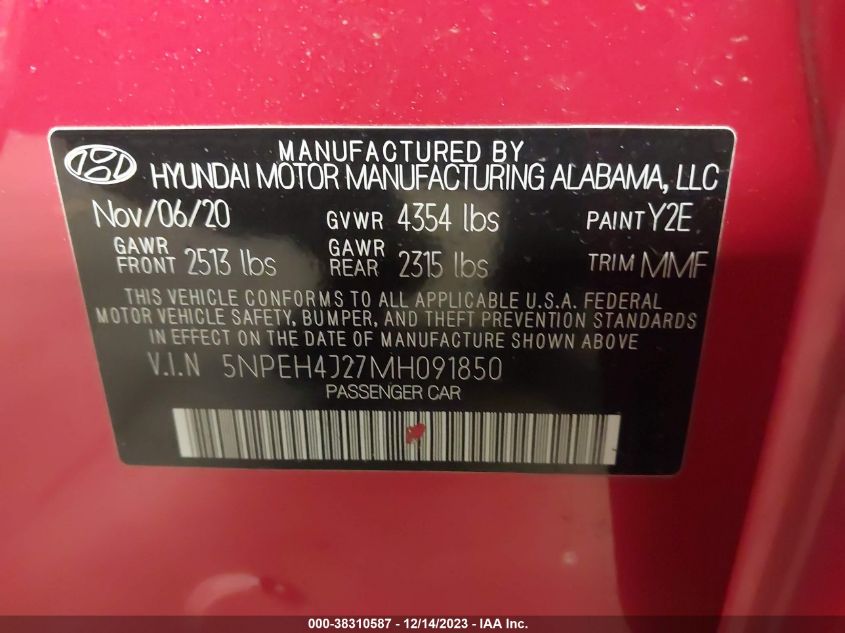 MANUFACTURED BY
HYUNDAI MOTOR MANUFACTURING ALABAMA, LLC
Nov/06/20 GVWR 4354 lbs PAINT Y2E
GAWR FRONT 2513 lbs GAWR REAR 2315 lbs TRIM MMF
THIS VEHICLE CONFORMS TO ALL APPLICABLE U.S.A. FEDERAL
MOTOR VEHICLE SAFETY, BUMPER, AND THEFT PREVENTION STANDARDS
IN EFFECT ON THE DATE OF MANUFACTURE SHOWN ABOVE
V.I.N 5NPEH4J27MH091850
PASSENGER CAR
000-38310587 - 12/14/2023 - Copyright © 2023 IAA, Inc.